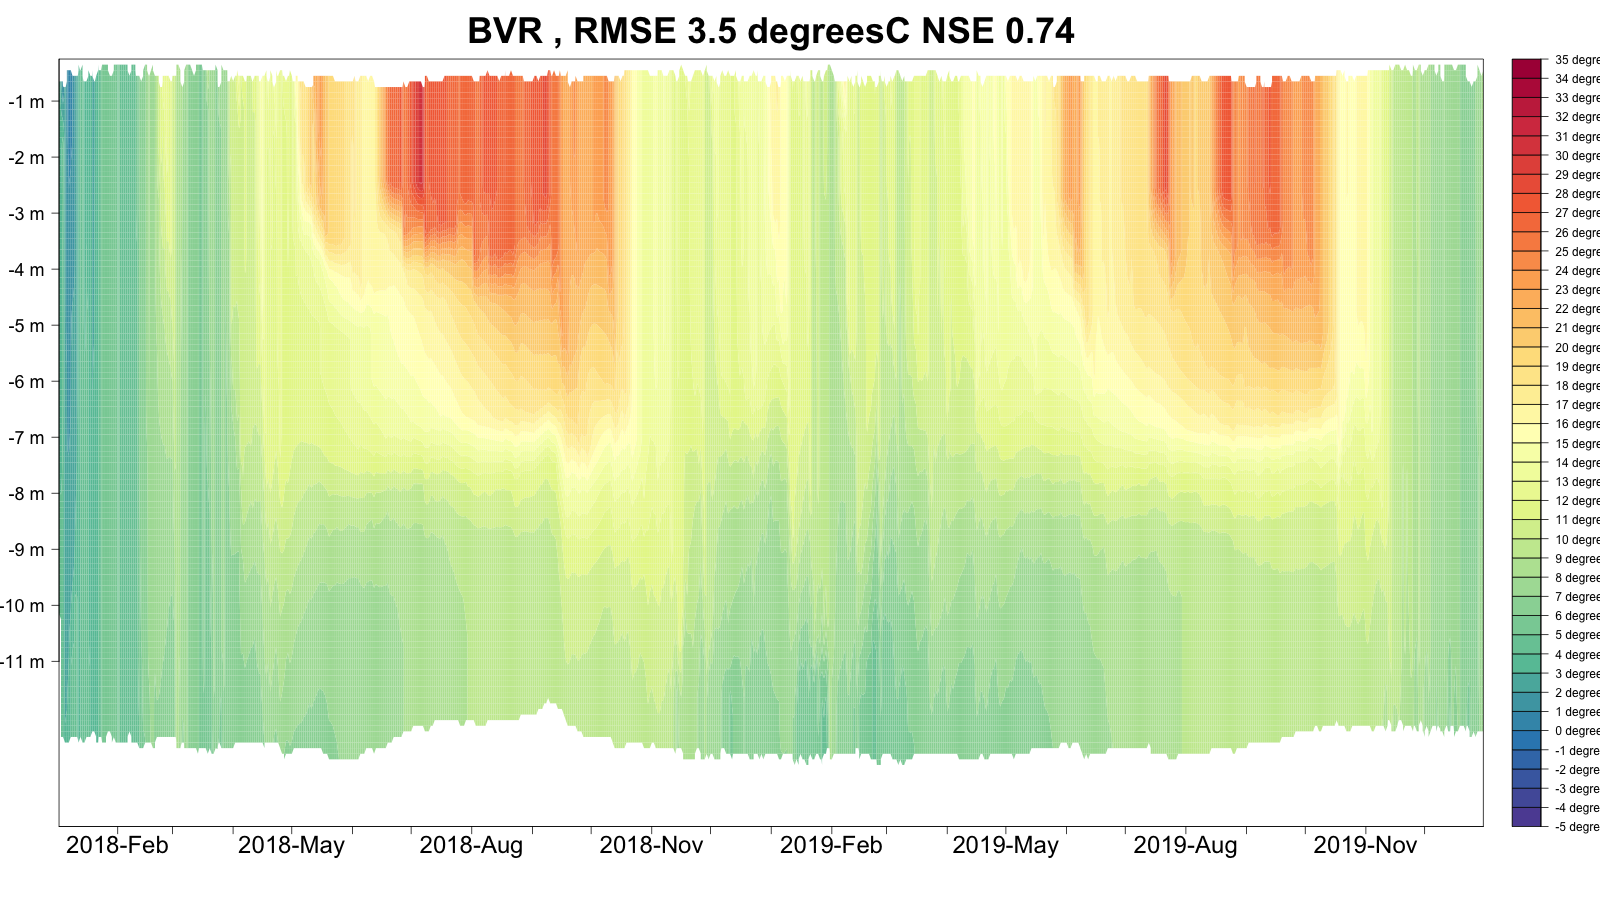 BVR , RMSE 3.5 degreesC NSE 0.74
-1 m
-2 m
-3 m
-4 m
-5 m
-6 m
-7 m
-8 m
-9 m
-10 m
-11 m
2018-Feb 2018-May 2018-Aug 2018-Nov 2019-Feb 2019-May 2019-Aug 2019-Nov
35 degre
34 degre
33 degre
32 degre
31 degre
30 degre
29 degre
28 degre
27 degre
26 degre
25 degre
24 degre
23 degre
22 degre
21 degre
20 degre
19 degre
18 degre
17 degre
16 degre
15 degre
14 degre
13 degre
12 degre
11 degre
10 degre
9 degree
8 degree
7 degree
6 degree
5 degree
4 degree
3 degree
2 degree
1 degree
0 degree
-1 degre
-2 degre
-3 degre
-4 degre
-5 degre